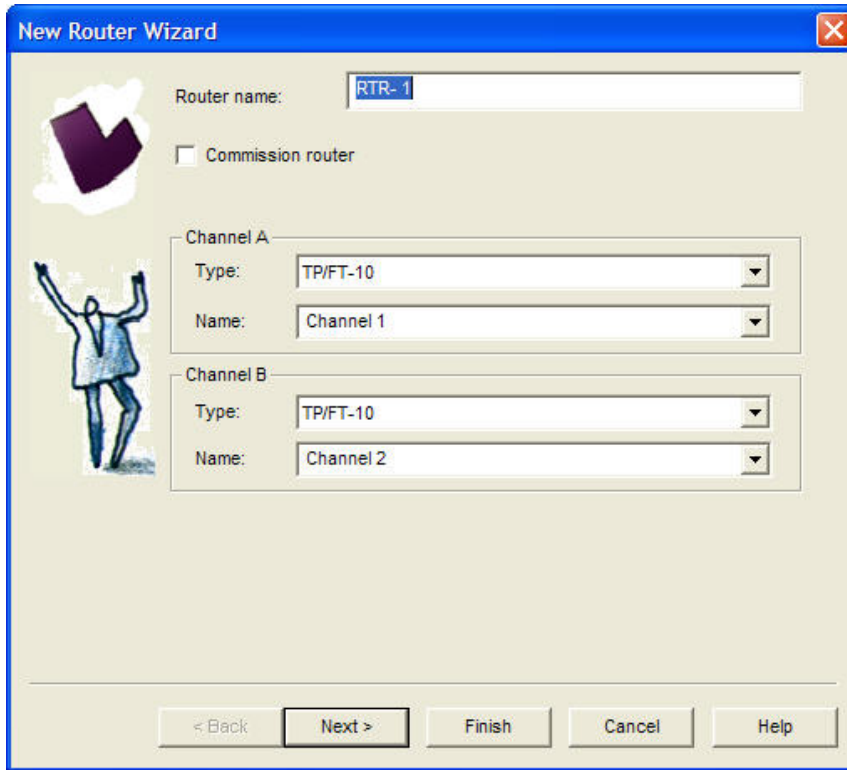 New Router Wizard
Router name: RTR- 1
Commission router
Channel A
Type: TP/FT-10
Name: Channel 1
Channel B
Type: TP/FT-10
Name: Channel 2
< Back Next > Finish Cancel Help